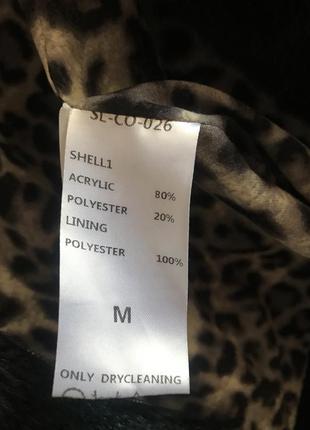 SL-CO-026
SHELL1
ACRYLIC 80%
POLYESTER 20%
LINING
POLYESTER 100%
M
ONLY DRYCLEANING